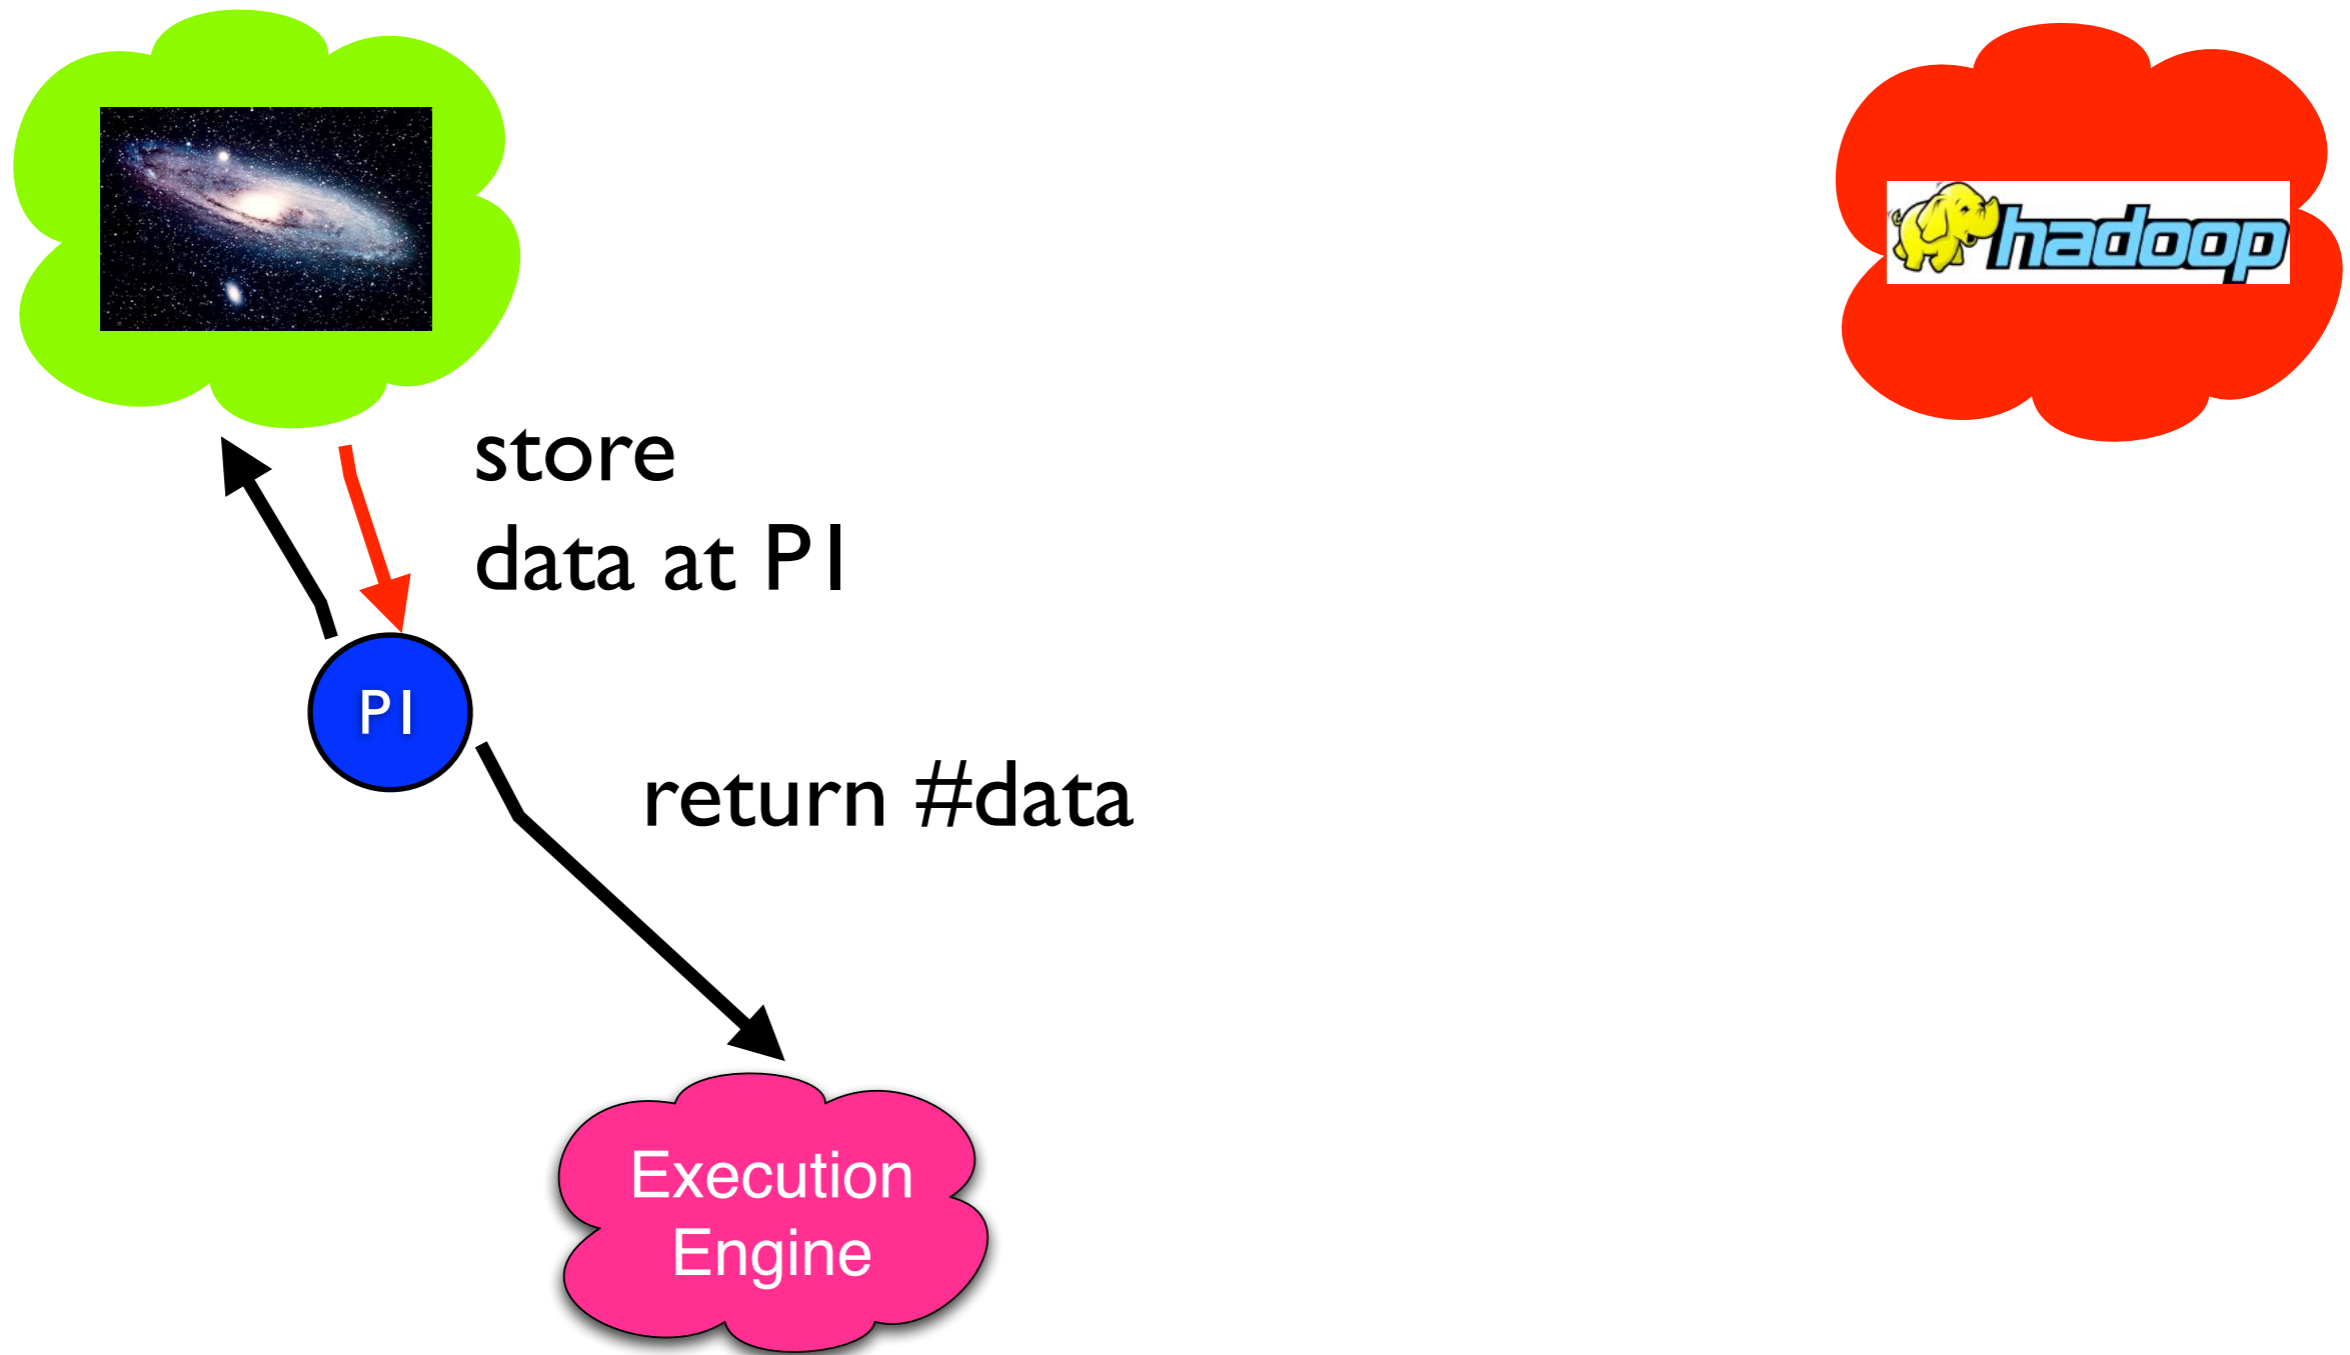 hadoop
store
data at P1
P1
return #data
Execution
Engine